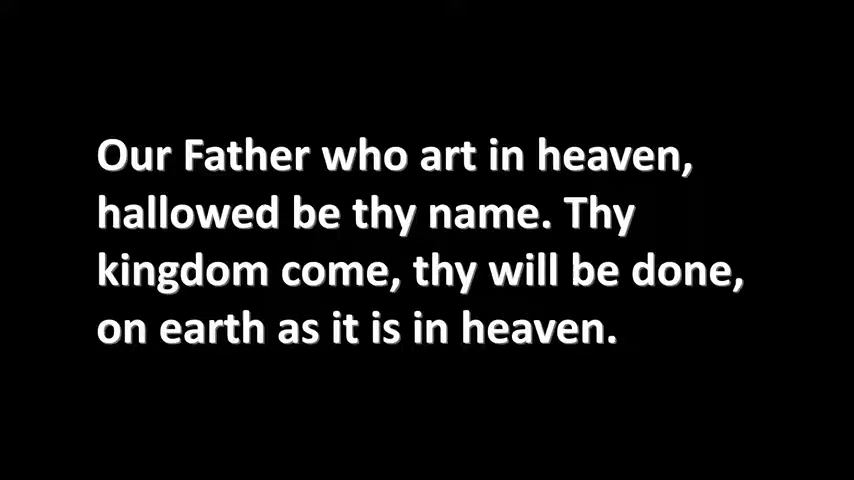 Our Father who art in heaven,
hallowed be thy name. Thy
kingdom come, thy will be done,
on earth as it is in heaven.